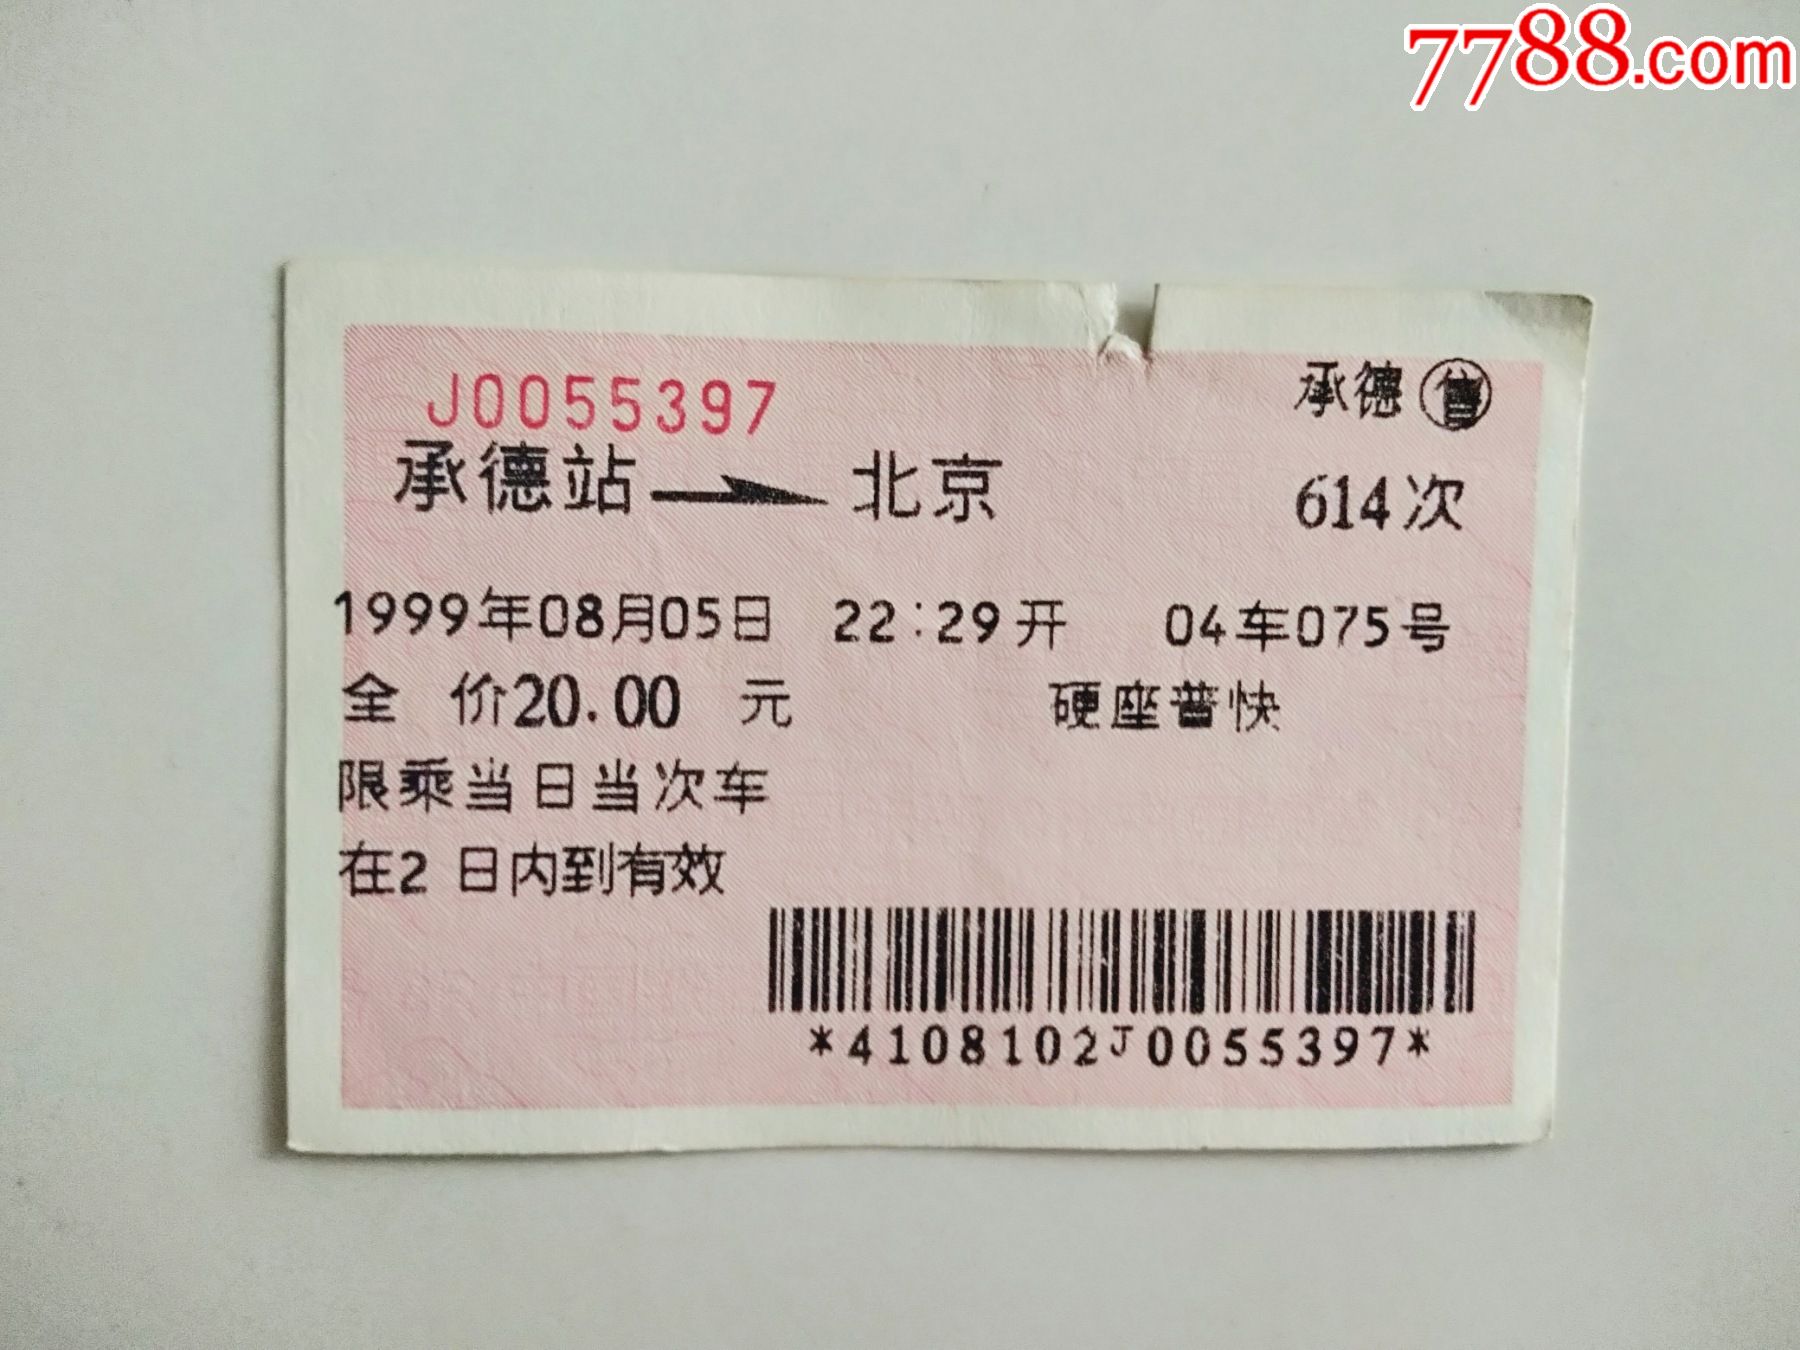 7788.com
J0055397
承德售
承德站 北京
614次
1999年08月05日 22:29开 04车075号
全 价20.00 元 硬座普快
限乘当日当次车
在2 日内到有效
*4108102J0055397*